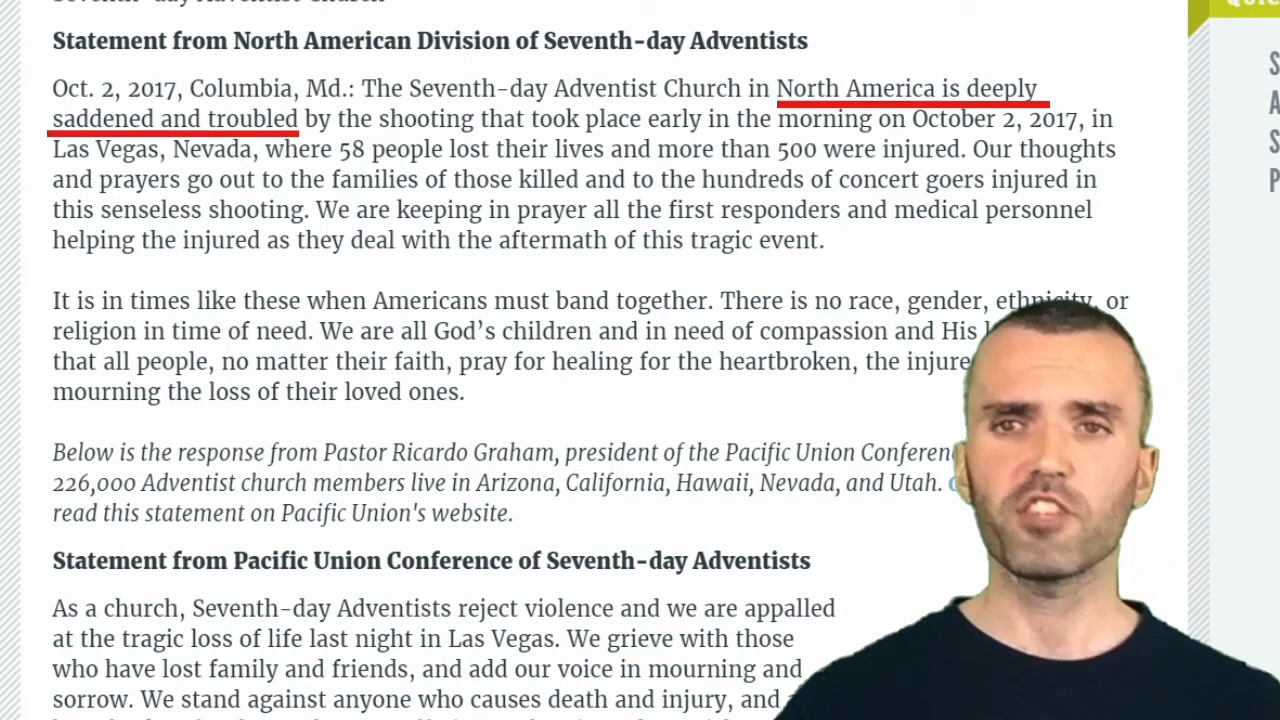 Statement from North American Division of Seventh-day Adventists
Oct. 2, 2017, Columbia, Md.: The Seventh-day Adventist Church in North America is deeply
saddened and troubled by the shooting that took place early in the morning on October 2, 2017, in
Las Vegas, Nevada, where 58 people lost their lives and more than 500 were injured. Our thoughts
and prayers go out to the families of those killed and to the hundreds of concert goers injured in
this senseless shooting. We are keeping in prayer all the first responders and medical personnel
helping the injured as they deal with the aftermath of this tragic event.
It is in times like these when Americans must band together. There is no race, gender, ethnicity, or
religion in time of need. We are all God’s children and in need of compassion and His
that all people, no matter their faith, pray for healing for the heartbroken, the
mourning the loss of their loved ones.
Below is the response from Pastor Ricardo Graham, president of the Pacific Union
226,000 Adventist church members live in Arizona, California, Hawaii, Nevada, and Utah.
read this statement on Pacific Union's website.
Statement from Pacific Union Conference of Seventh-day Adventists
As a church, Seventh-day Adventists reject violence and we are appalled
at the tragic loss of life last night in Las Vegas. We grieve with those
who have lost family and friends, and add our voice in mourning and
sorrow. We stand against anyone who causes death and injury, and